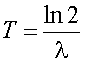 T = ln 2 / λ